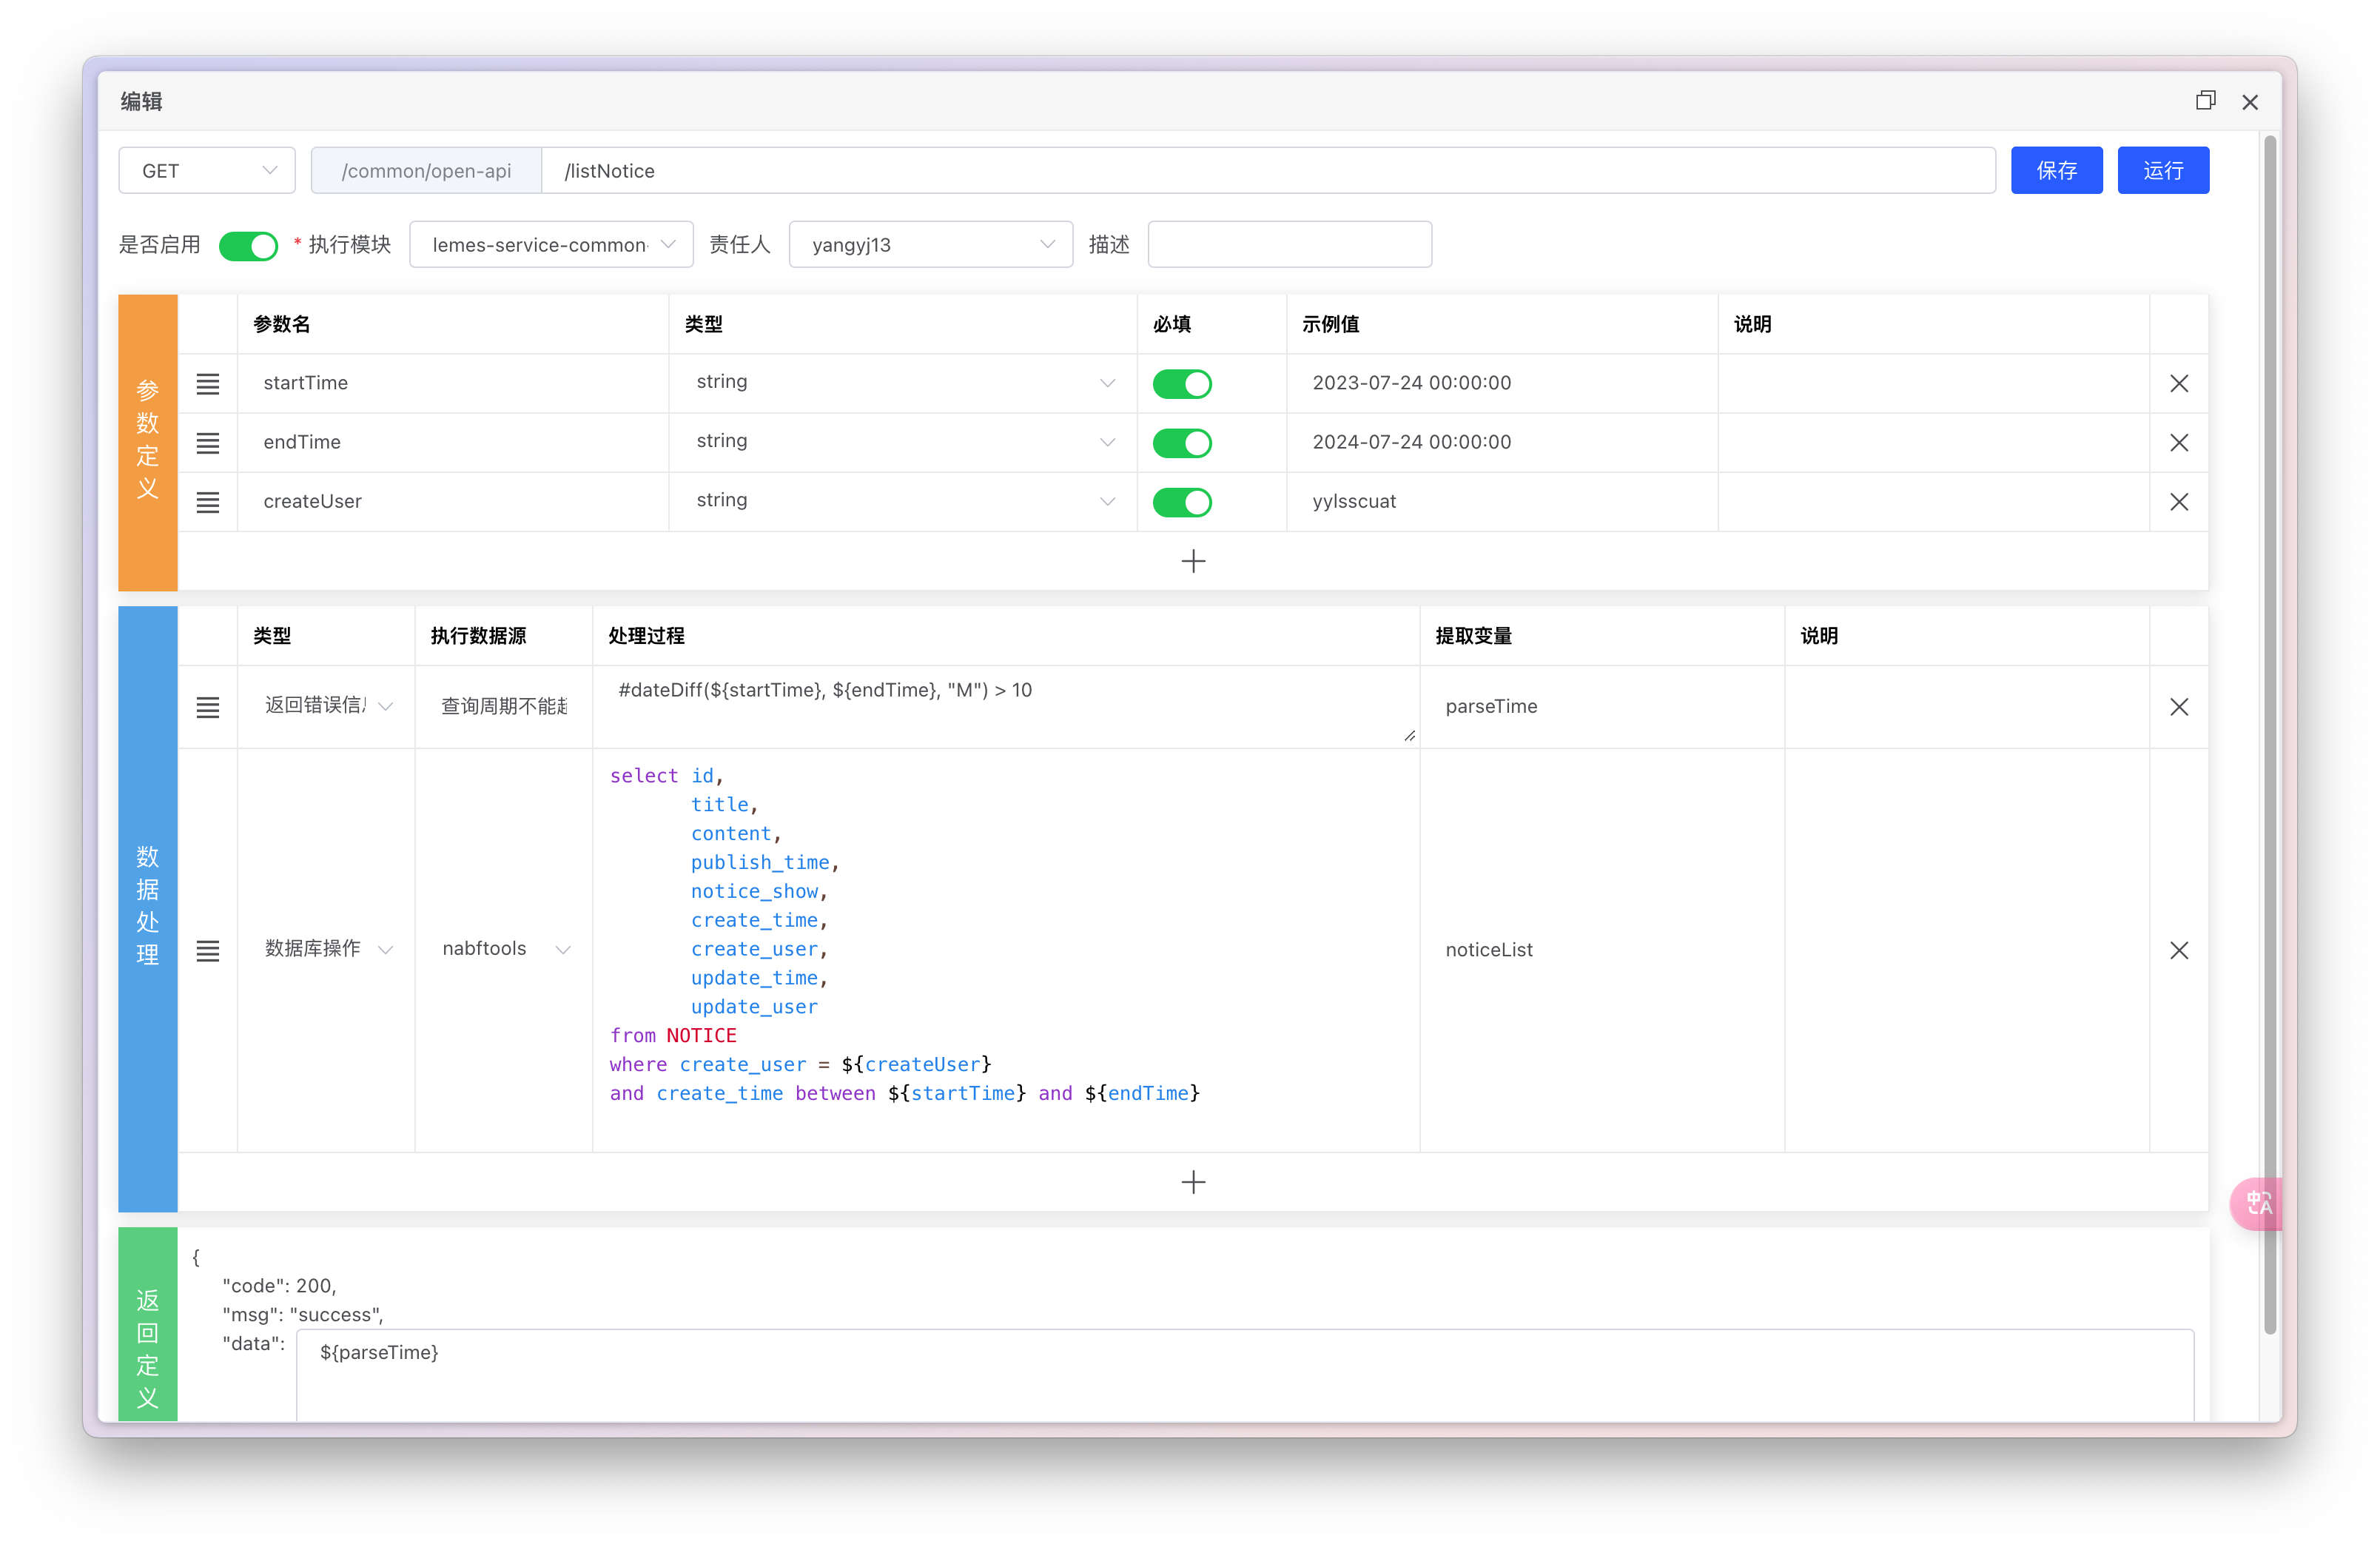 编辑
GET
/common/open-api
/listNotice
保存
运行
是否启用
* 执行模块
lemes-service-common
责任人
yangyj13
描述
参数定义
参数名
类型
必填
示例值
说明
startTime
string
2023-07-24 00:00:00
endTime
string
2024-07-24 00:00:00
createUser
string
yylsscuat
数据处理
类型
执行数据源
处理过程
提取变量
说明
返回错误信
查询周期不能超
#dateDiff(${startTime}, ${endTime}, "M") > 10
parseTime
数据库操作
nabftools
select id,
title,
content,
publish_time,
notice_show,
create_time,
create_user,
update_time,
update_user
from NOTICE
where create_user = ${createUser}
and create_time between ${startTime} and ${endTime}
noticeList
返回定义
{
"code": 200,
"msg": "success",
"data":
${parseTime}